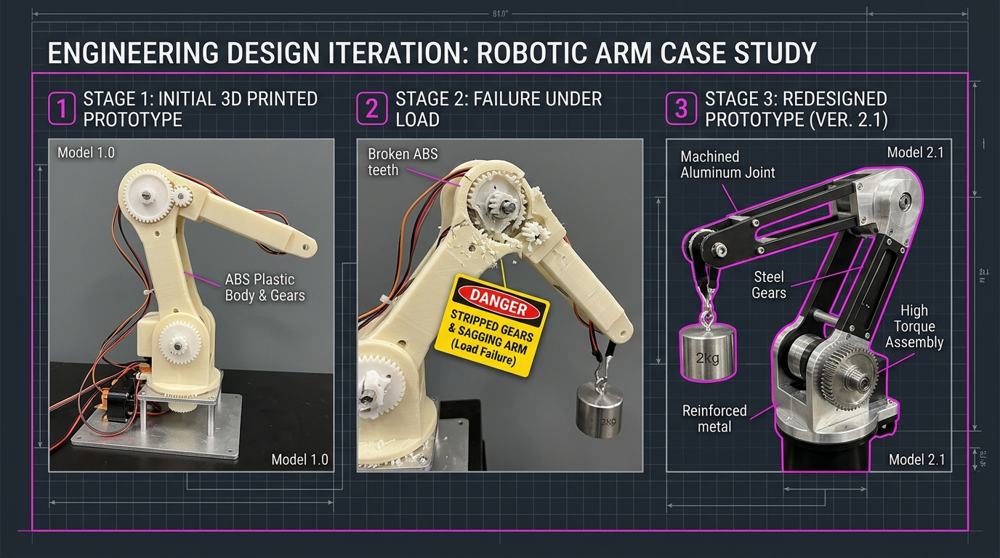 81.0"
ENGINEERING DESIGN ITERATION: ROBOTIC ARM CASE STUDY
1
STAGE 1: INITIAL 3D PRINTED
PROTOTYPE
Model 1.0
ABS Plastic
Body & Gears
Model 1.0
2
STAGE 2: FAILURE UNDER
LOAD
Broken ABS
teeth
DANGER
STRIPPED GEARS
& SAGGING ARM
(Load Failure)
2KG
3
STAGE 3: REDESIGNED
PROTOTYPE (VER. 2.1)
Model 2.1
Machined
Aluminum Joint
Steel
Gears
High
Torque
Assembly
2kg
Reinforced
metal
Model 2.1